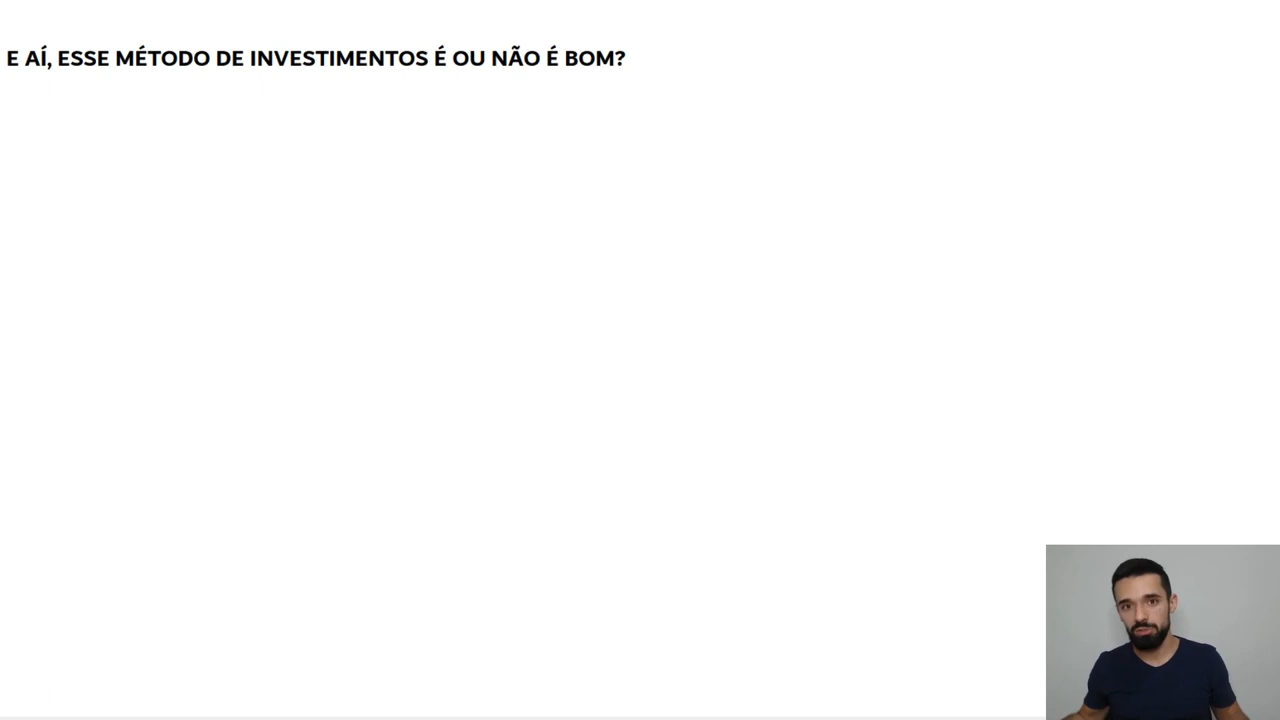 E AÍ, ESSE MÉTODO DE INVESTIMENTOS É OU NÃO É BOM?